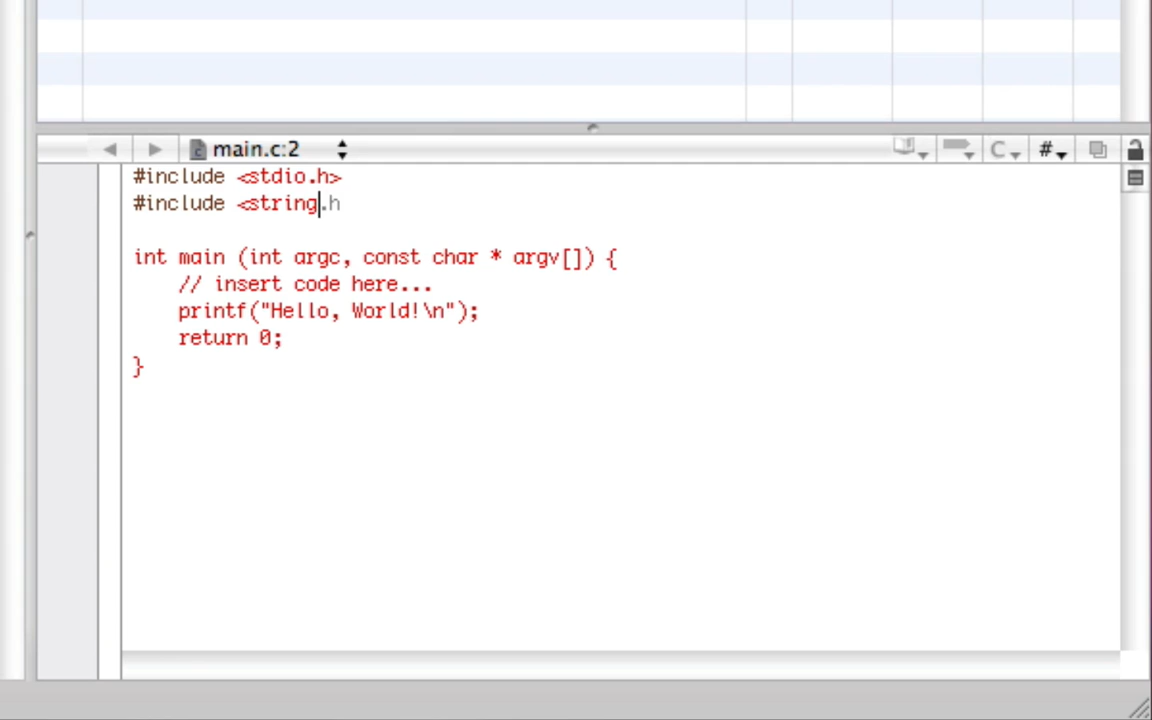 main.c:2
C
#
#include <stdio.h>
#include <string.h
int main (int argc, const char * argv[]) {
// insert code here...
printf("Hello, World!\n");
return 0;
}